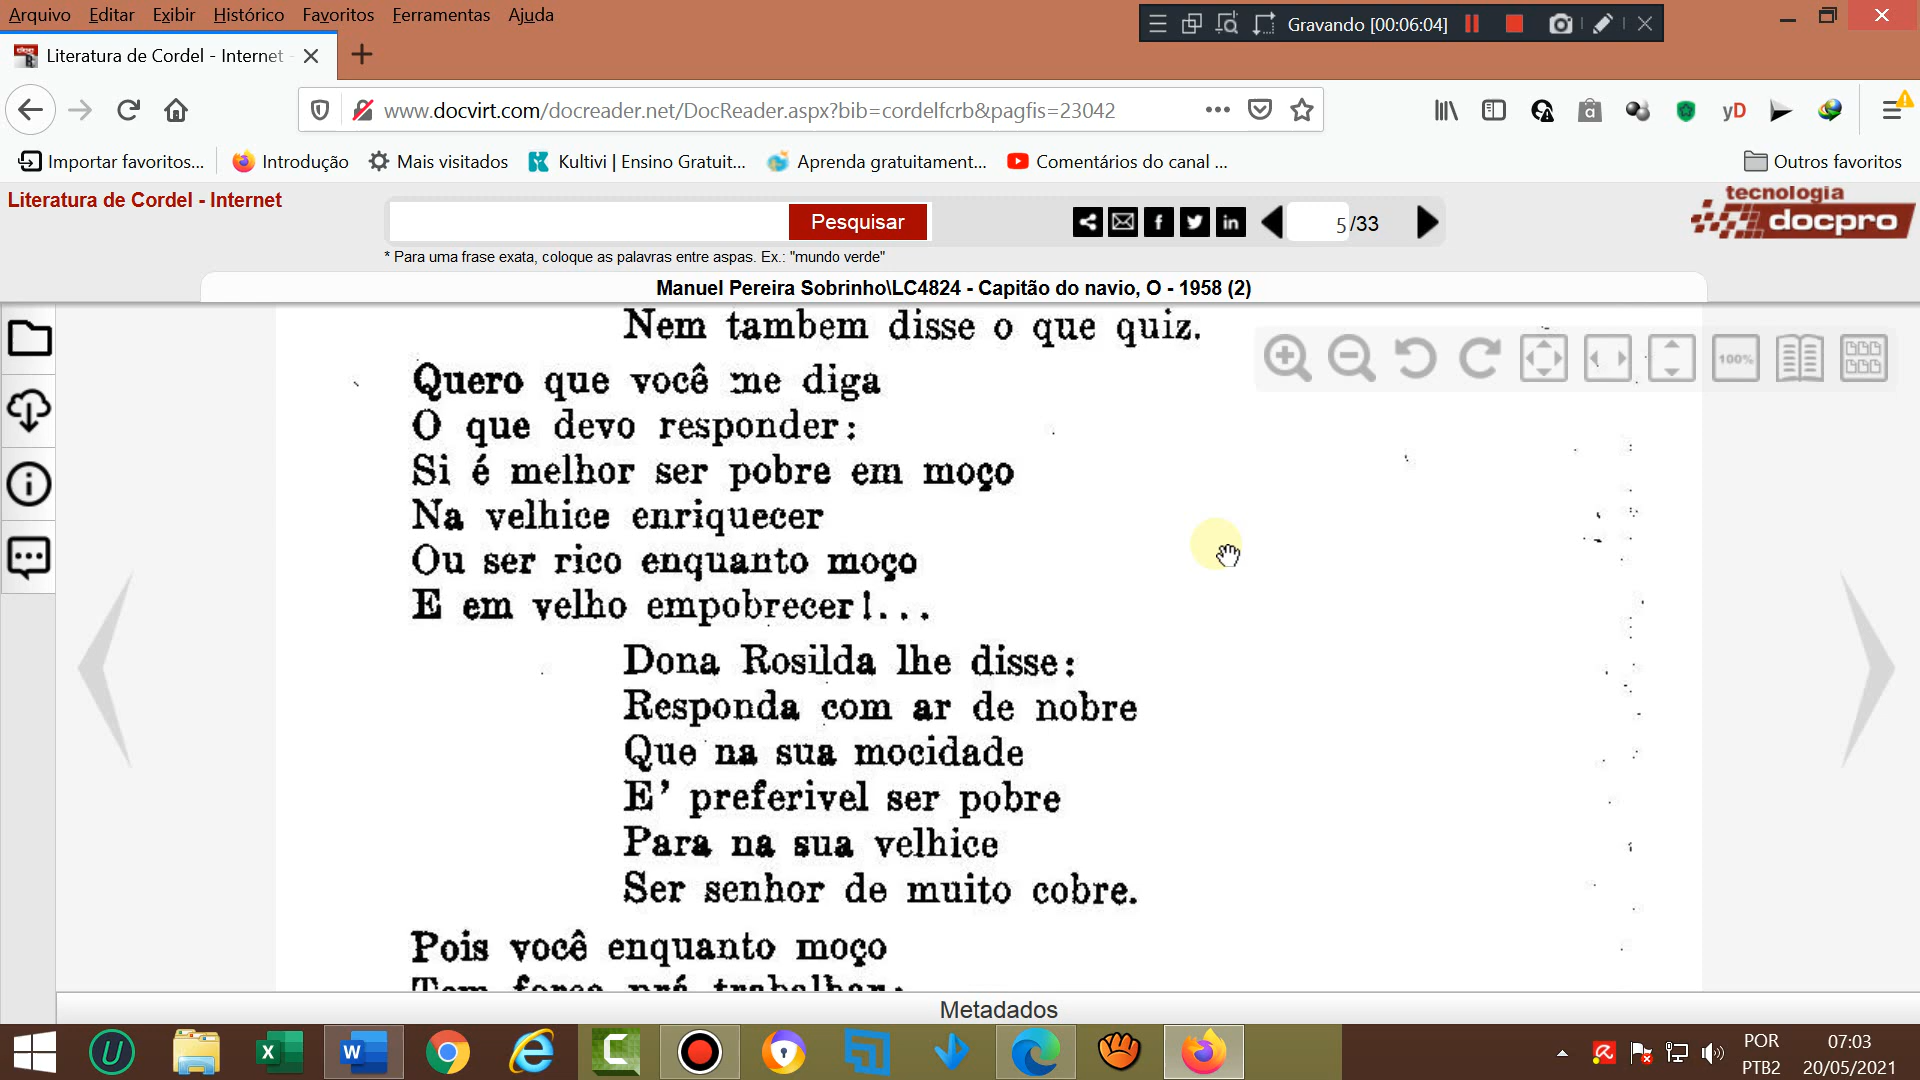 Arquivo Editar Exibir Histórico Favoritos Ferramentas Ajuda
Gravando [00:06:04]
Literatura de Cordel - Internet -
www.docvirt.com/docreader.net/DocReader.aspx?bib=cordelfcrb&pagfis=23042
Importar favoritos... Introdução Mais visitados Kultivi | Ensino Gratuit... Aprenda gratuitament... Comentários do canal ... Outros favoritos
Literatura de Cordel - Internet
Pesquisar
5 /33
tecnologia
docpro
* Para uma frase exata, coloque as palavras entre aspas. Ex.: "mundo verde"
Manuel Pereira Sobrinho\LC4824 - Capitão do navio, O - 1958 (2)
100%
Nem tambem disse o que quiz.
Quero que você me diga
O que devo responder:
Si é melhor ser pobre em moço
Na velhice enriquecer
Ou ser rico enquanto moço
E em velho empobrecer!...
Dona Rosilda lhe disse:
Responda com ar de nobre
Que na sua mocidade
E' preferivel ser pobre
Para na sua velhice
Ser senhor de muito cobre.
Pois você enquanto moço
Tem força prá trabalhar;
Metadados
POR
PTB2
07:03
20/05/2021